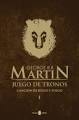 GEORGE R.R.
MARTIN
JUEGO DE TRONOS
CANCIÓN DE HIELO Y FUEGO
I